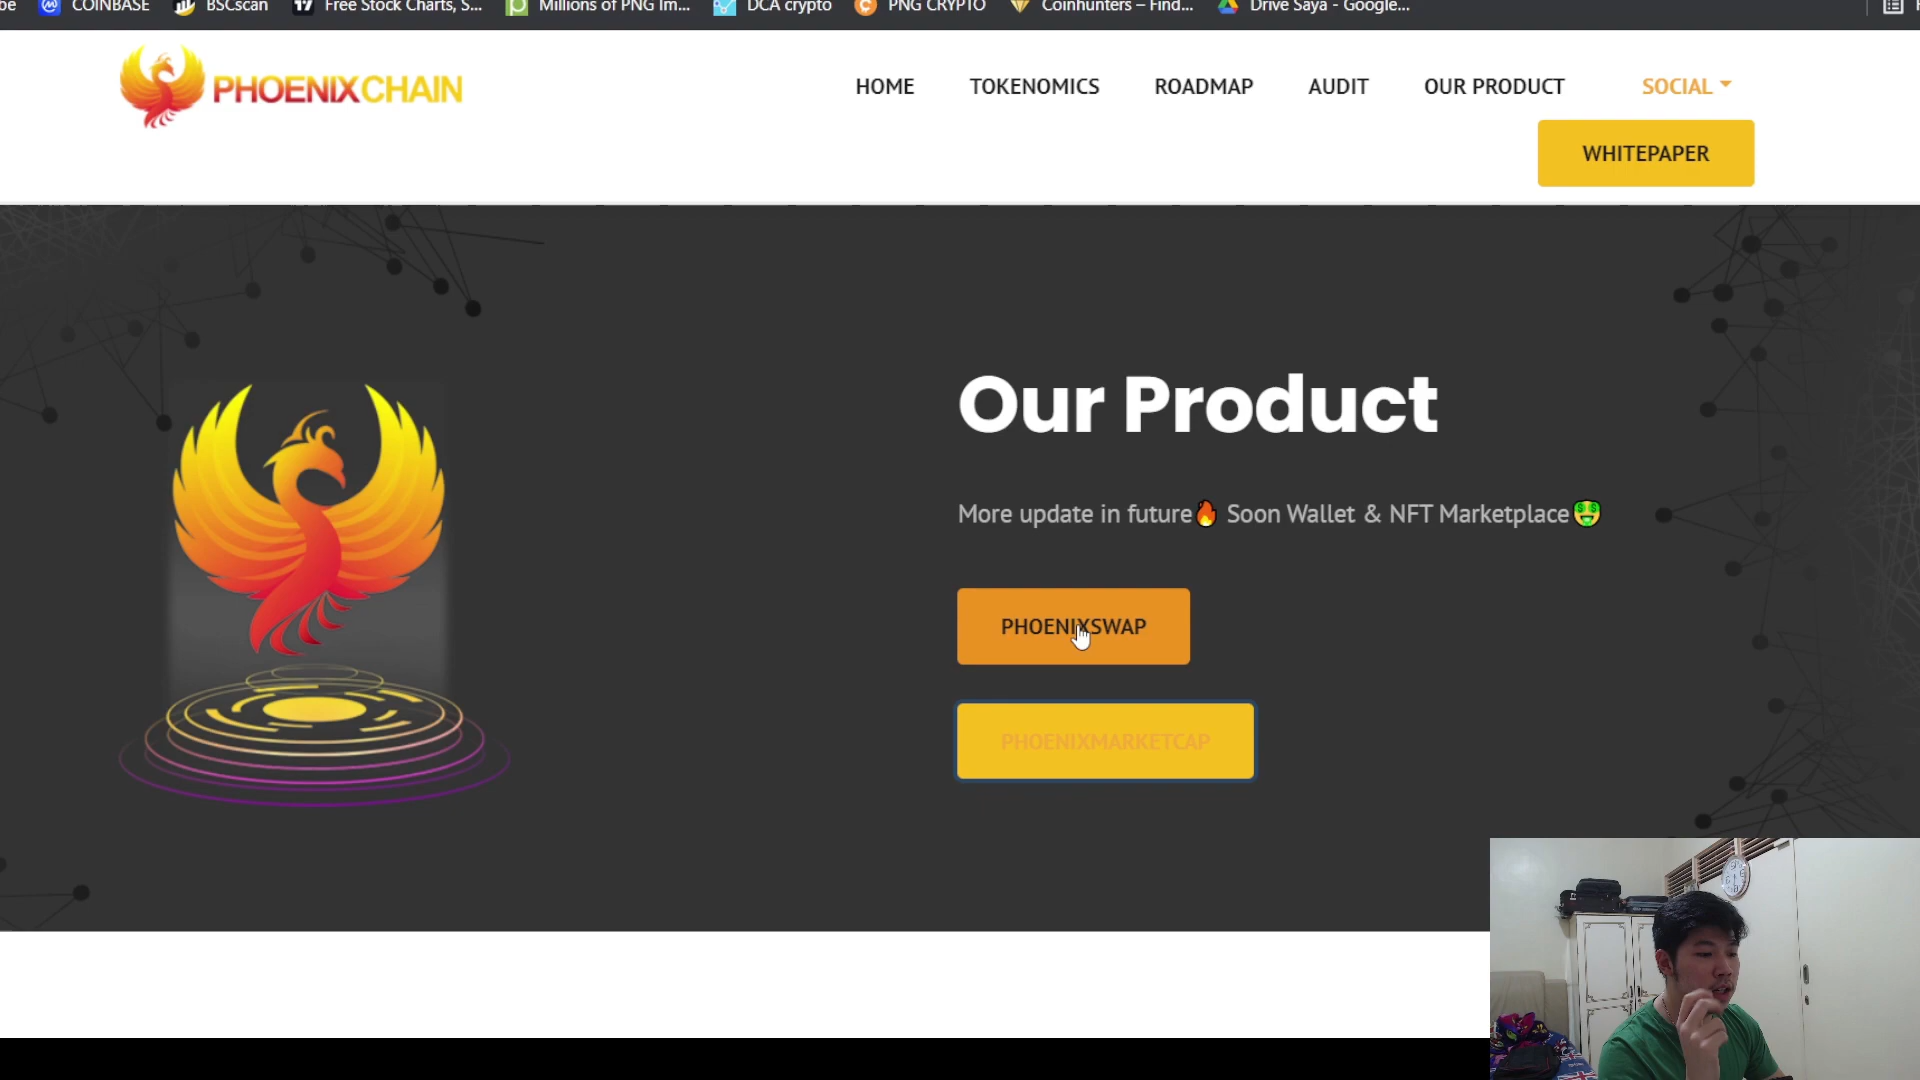 COINBASE BSCscan Free Stock Charts, S... Millions of PNG Im... DCA crypto PNG CRYPTO Coinhunters – Find... Drive Saya - Google...
PHOENIXCHAIN HOME TOKENOMICS ROADMAP AUDIT OUR PRODUCT SOCIAL
WHITEPAPER
Our Product
More update in future🔥 Soon Wallet & NFT Marketplace🤑
PHOENIXSWAP
PHOENIXMARKETCAP